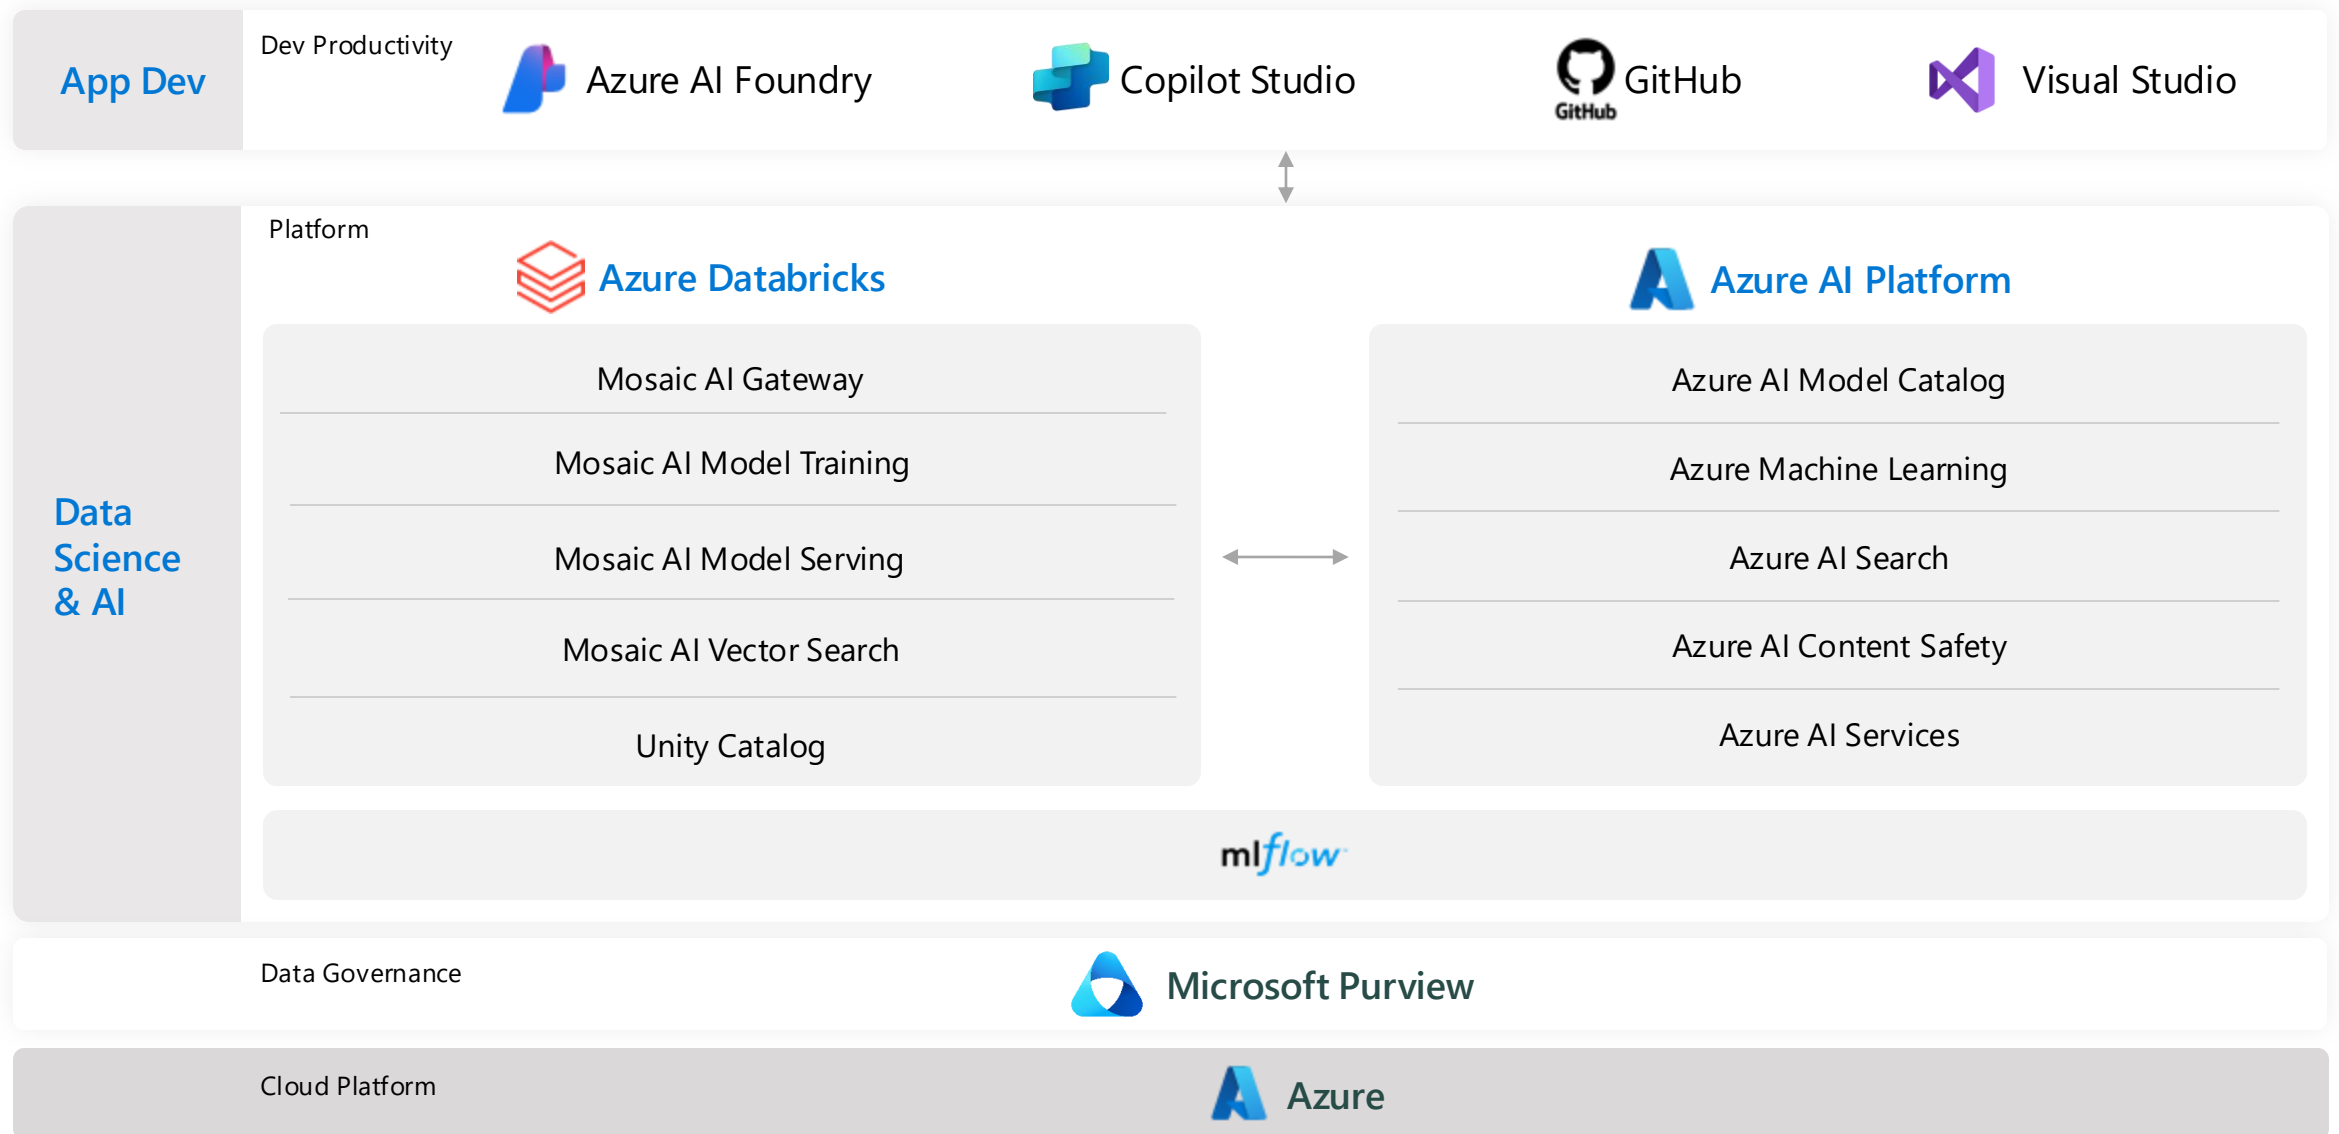 App Dev
Dev Productivity
Azure AI Foundry
Copilot Studio
GitHub
GitHub
Visual Studio
Data
Science
& AI
Platform
Azure Databricks
Mosaic AI Gateway
Mosaic AI Model Training
Mosaic AI Model Serving
Mosaic AI Vector Search
Unity Catalog
Azure AI Platform
Azure AI Model Catalog
Azure Machine Learning
Azure AI Search
Azure AI Content Safety
Azure AI Services
mlflow
Data Governance
Microsoft Purview
Cloud Platform
Azure